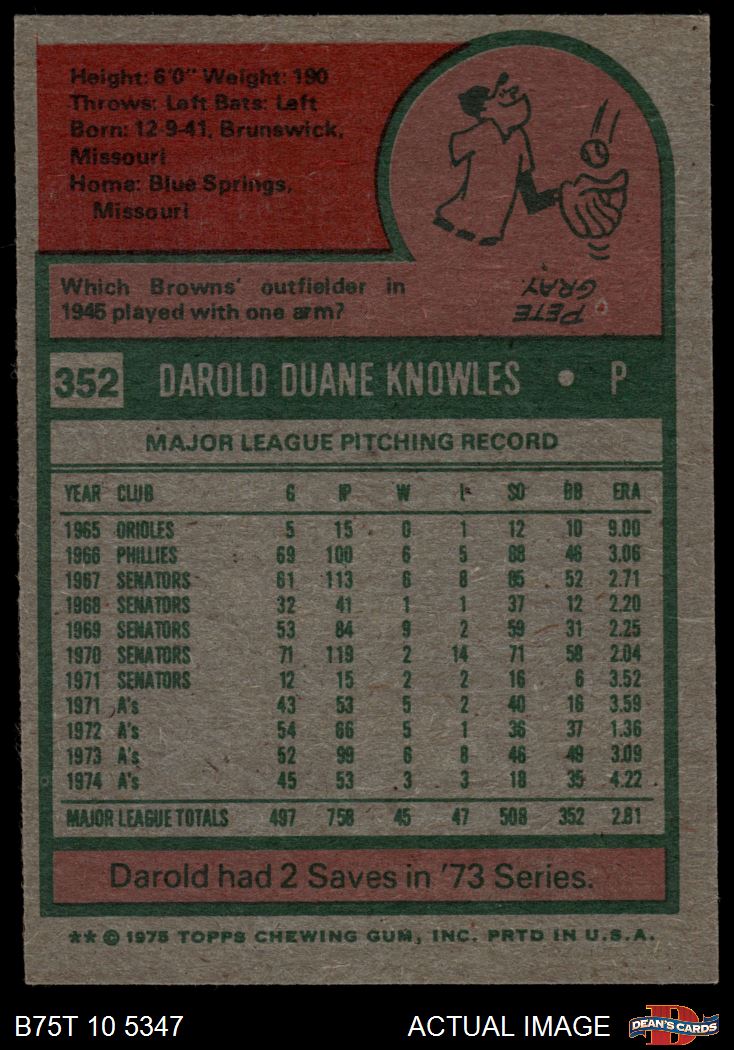 Height: 6'0" Weight: 190
Throws: Left Bats: Left
Born: 12-9-41, Brunswick,
Missouri
Home: Blue Springs,
Missouri
Which Browns' outfielder in
1945 played with one arm?
PETE
GRAY.
352 DAROLD DUANE KNOWLES • P
MAJOR LEAGUE PITCHING RECORD
YEAR CLUB G IP W L SO BB ERA
1965 ORIOLES 5 15 0 1 12 10 9.00
1966 PHILLIES 69 100 6 5 88 46 3.06
1967 SENATORS 61 113 6 8 85 52 2.71
1968 SENATORS 32 41 1 1 37 12 2.20
1969 SENATORS 53 84 9 2 59 31 2.25
1970 SENATORS 71 119 2 14 71 58 2.04
1971 SENATORS 12 15 2 2 16 6 3.52
1971 A's 43 53 5 2 40 16 3.59
1972 A's 54 66 5 1 36 37 1.36
1973 A's 52 99 6 8 46 49 3.09
1974 A's 45 53 3 3 18 35 4.22
MAJOR LEAGUE TOTALS 497 758 45 47 508 352 2.81
Darold had 2 Saves in '73 Series.
** © 1975 TOPPS CHEWING GUM, INC. PRTD IN U.S.A.
B75T 10 5347 ACTUAL IMAGE D DEAN'S CARDS